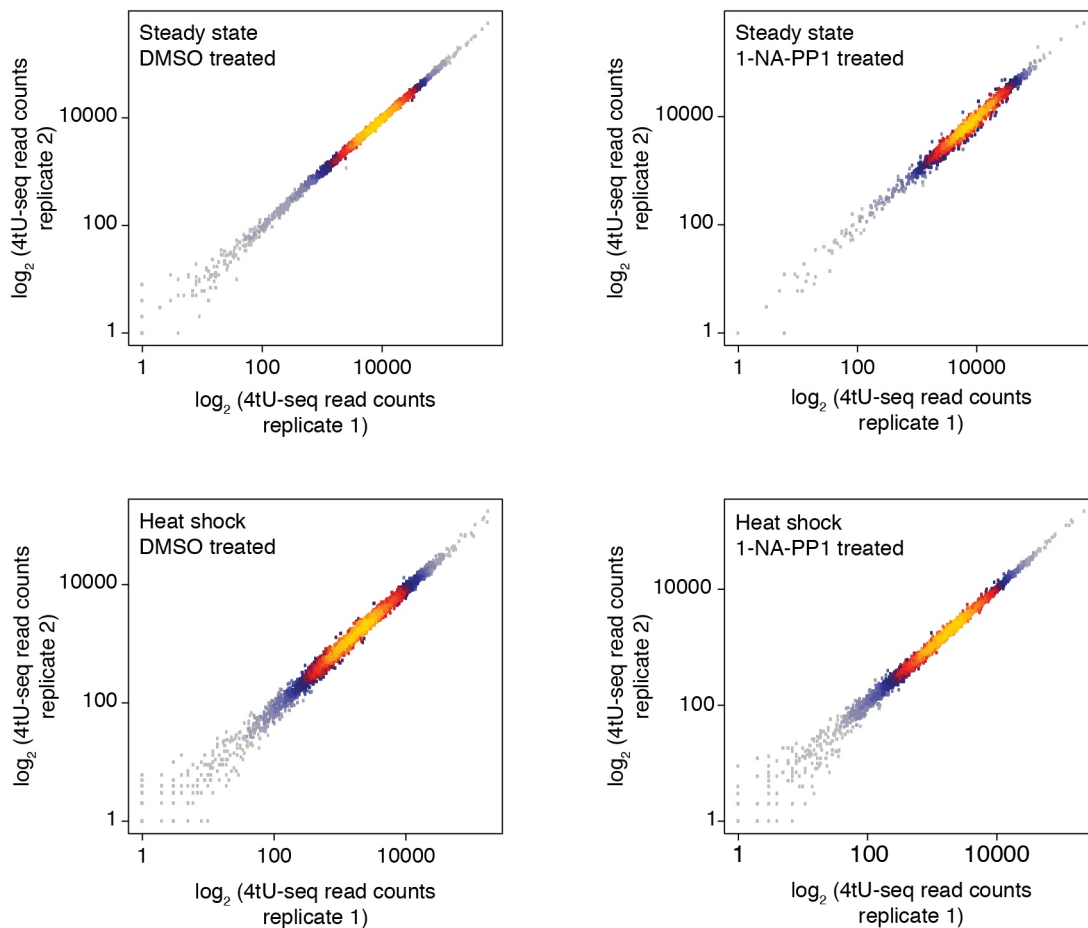 Steady state
DMSO treated
log₂ (4tU-seq read counts
replicate 2)
10000
100
1
1
100
10000
log₂ (4tU-seq read counts
replicate 1)
Steady state
1-NA-PP1 treated
log₂ (4tU-seq read counts
replicate 2)
10000
100
1
1
100
10000
log₂ (4tU-seq read counts
replicate 1)
Heat shock
DMSO treated
log₂ (4tU-seq read counts
replicate 2)
10000
100
1
1
100
10000
log₂ (4tU-seq read counts
replicate 1)
Heat shock
1-NA-PP1 treated
log₂ (4tU-seq read counts
replicate 2)
10000
100
1
1
100
10000
log₂ (4tU-seq read counts
replicate 1)